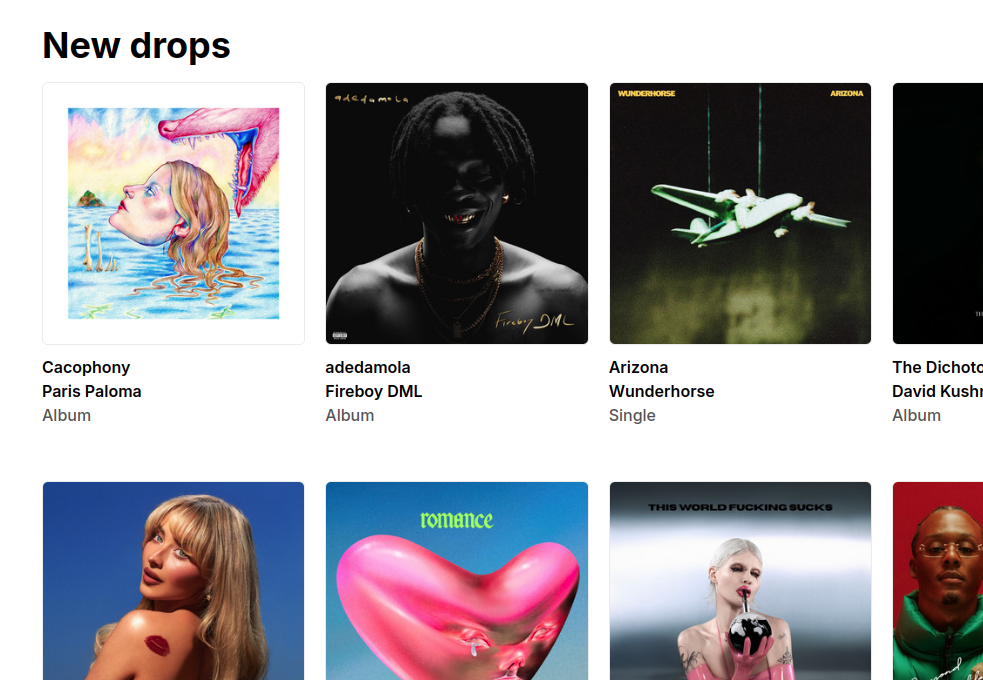 New drops
adedamola
Fireboy DML
WUNDERHORSE
ARIZONA
Cacophony
Paris Paloma
Album
adedamola
Fireboy DML
Album
Arizona
Wunderhorse
Single
The Dichoto
David Kushn
Album
romance
THIS WORLD FUCKING SUCKS